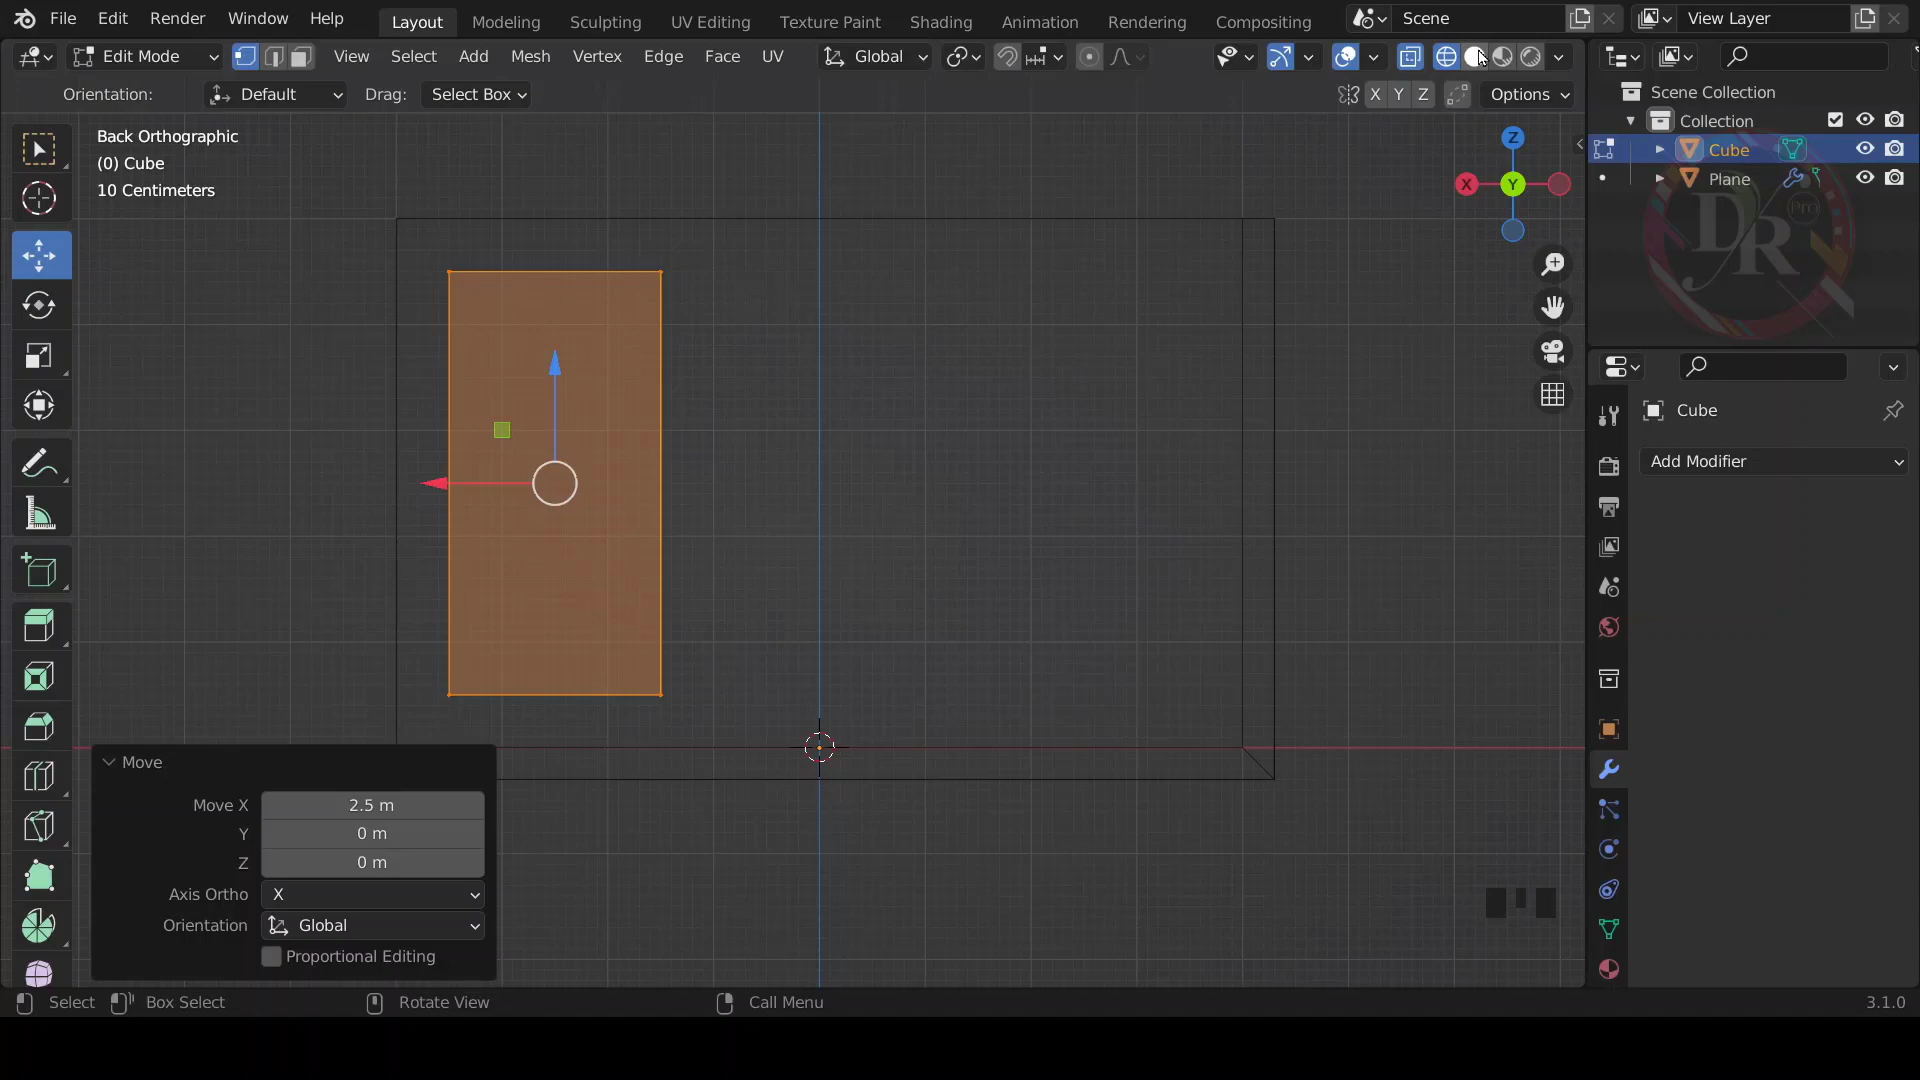 File Edit Render Window Help Layout Modeling Sculpting UV Editing Texture Paint Shading Animation Rendering Compositing Scene View Layer
Edit Mode View Select Add Mesh Vertex Edge Face UV Global
Orientation: Default Drag: Select Box X Y Z Options
Back Orthographic
(0) Cube
10 Centimeters
Z
X
Y
Scene Collection
Collection
Cube
Plane
DR
Pro
Cube
Add Modifier
Move
Move X 2.5 m
Y 0 m
Z 0 m
Axis Ortho X
Orientation Global
Proportional Editing
Select Box Select Rotate View Call Menu 3.1.0